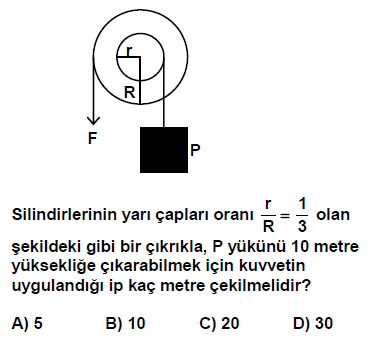 r
R
F
P
Silindirlerinin yarı çapları oranı r/R = 1/3 olan
şekildeki gibi bir çıkrıkla, P yükünü 10 metre
yüksekliğe çıkarabilmek için kuvvetin
uygulandığı ip kaç metre çekilmelidir?
A) 5 B) 10 C) 20 D) 30